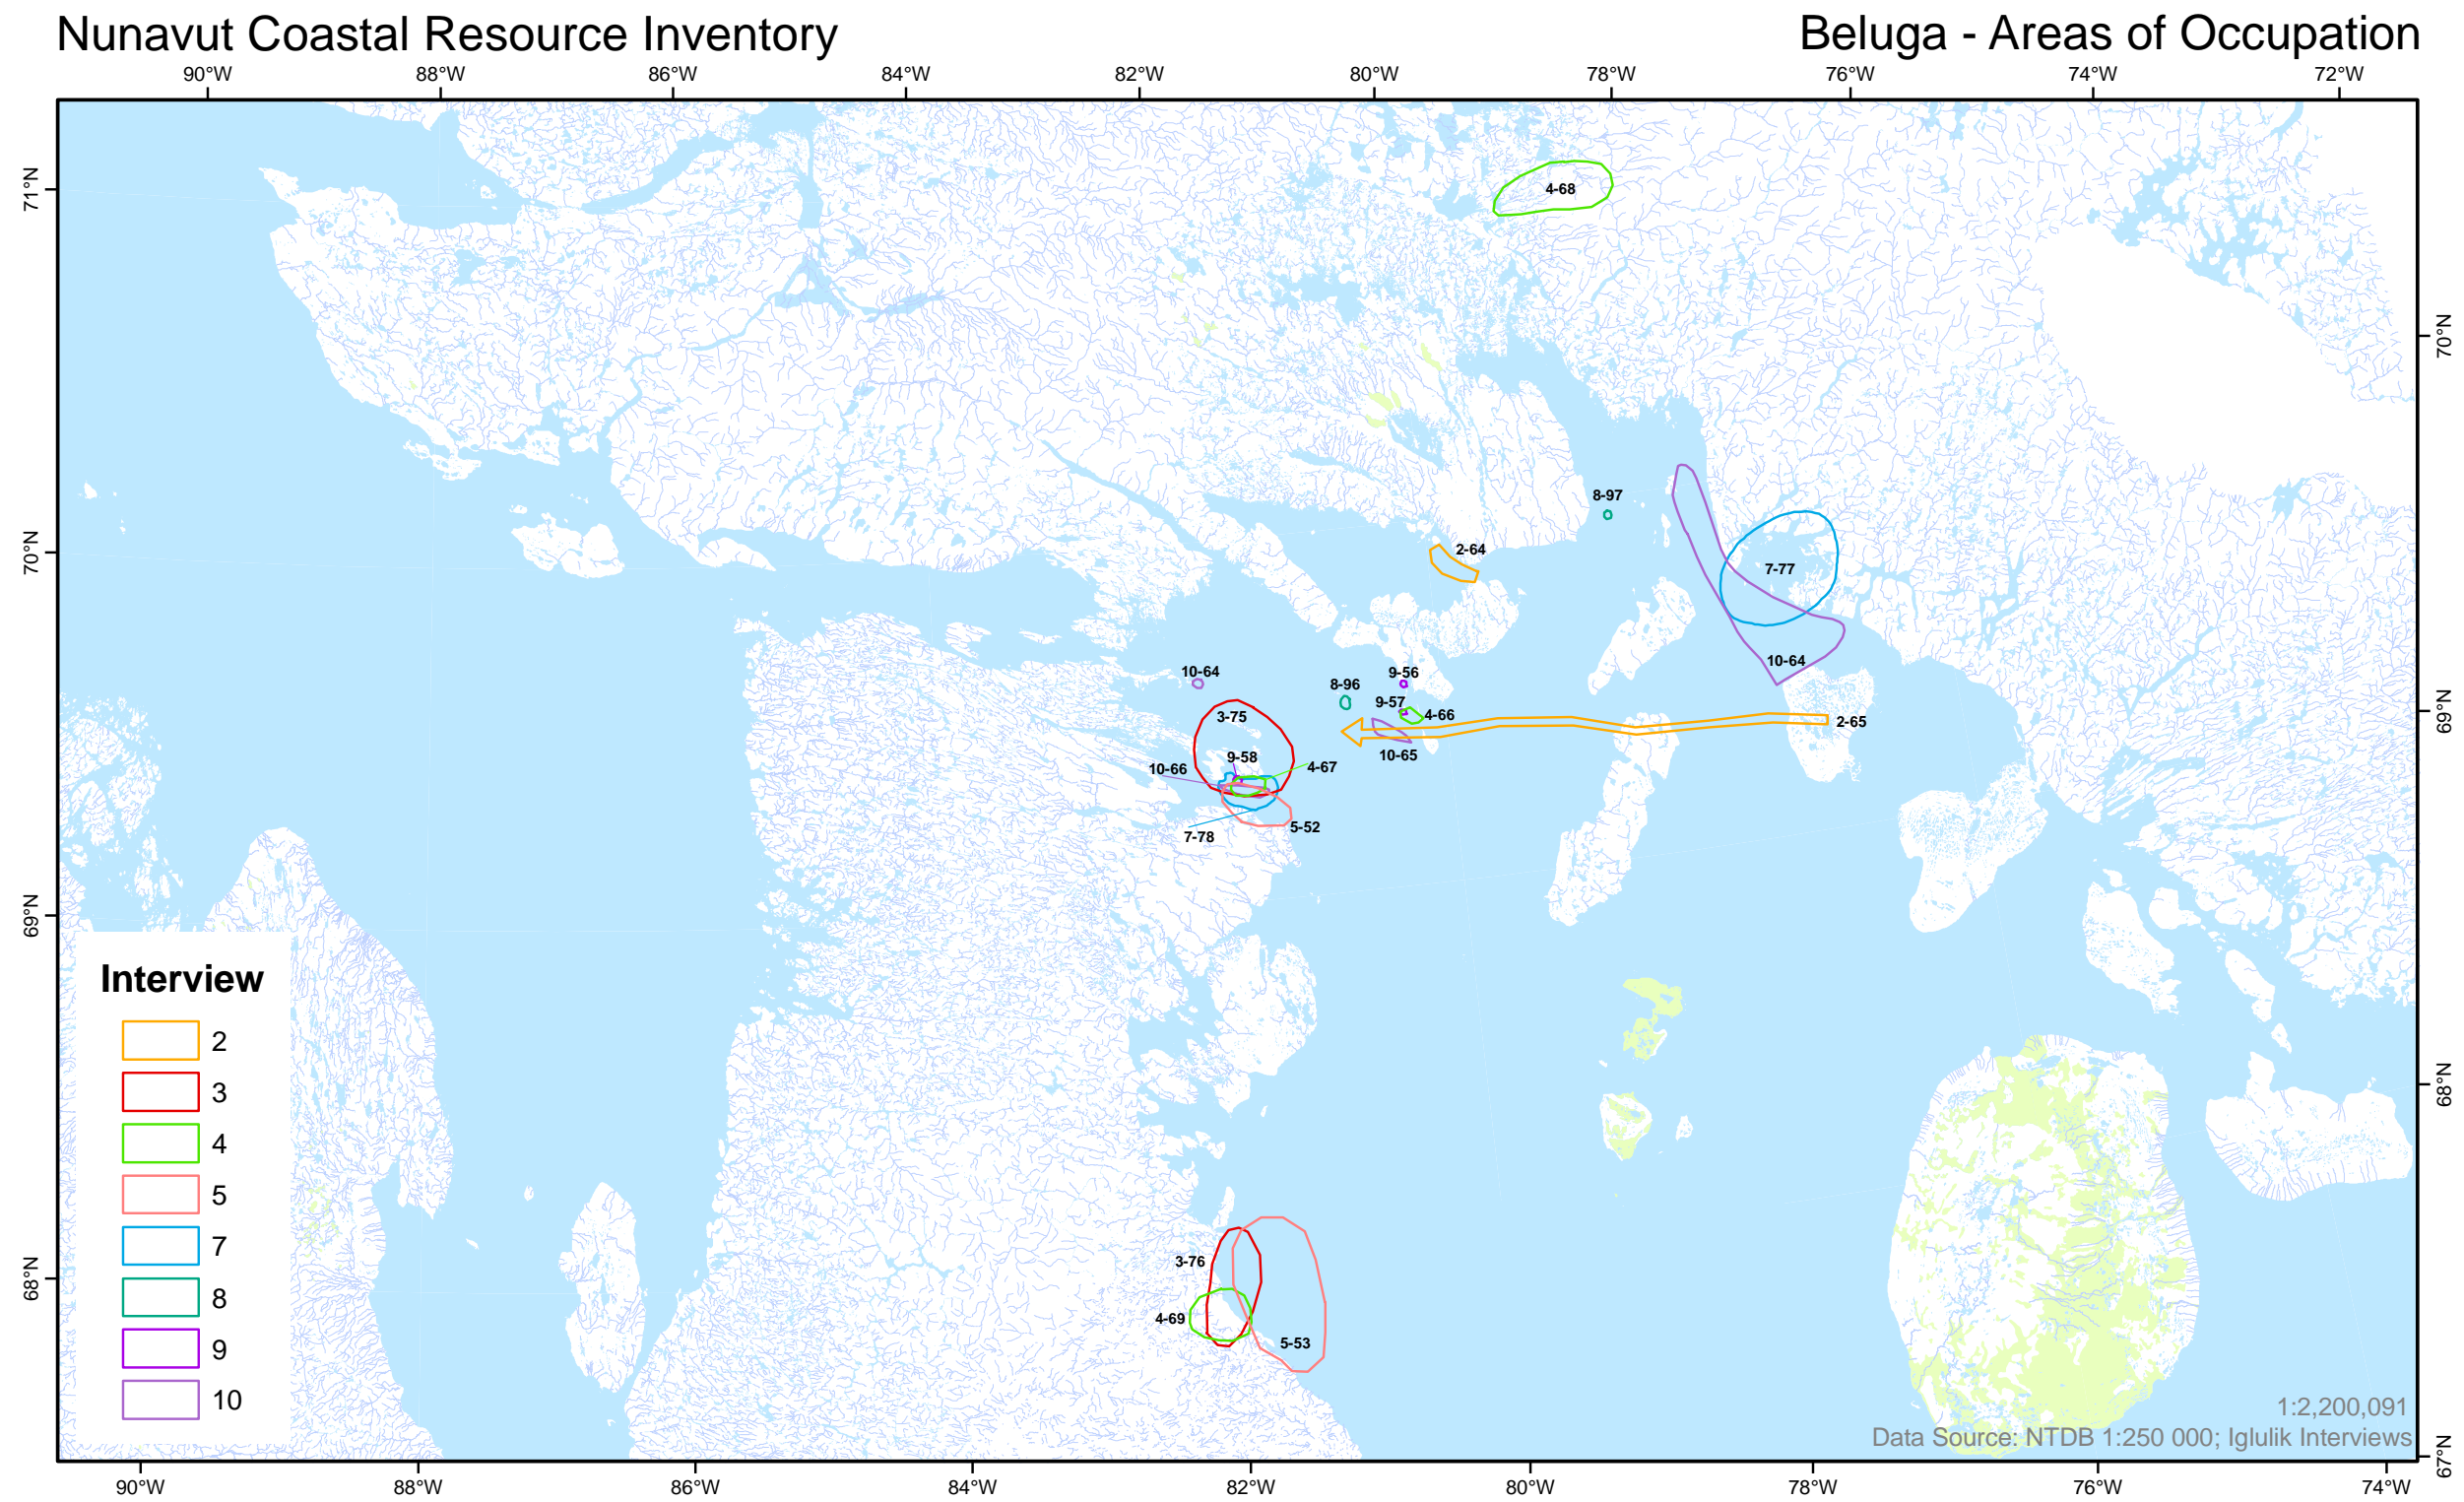 Nunavut Coastal Resource Inventory
Beluga - Areas of Occupation
90°W 88°W 86°W 84°W 82°W 80°W 78°W 76°W 74°W 72°W
71°N
4-68
70°N
8-97
2-64
70°N
7-77
10-64
10-64
9-56
8-96
9-57
4-66
3-75
2-65
69°N
10-65
9-58
10-66
4-67
5-52
7-78
69°N
Interview
2
3
4
5
7
8
9
10
68°N
3-76
68°N
4-69
5-53
1:2,200,091
Data Source: NTDB 1:250 000; Iglulik Interviews
67°N
90°W 88°W 86°W 84°W 82°W 80°W 78°W 76°W 74°W